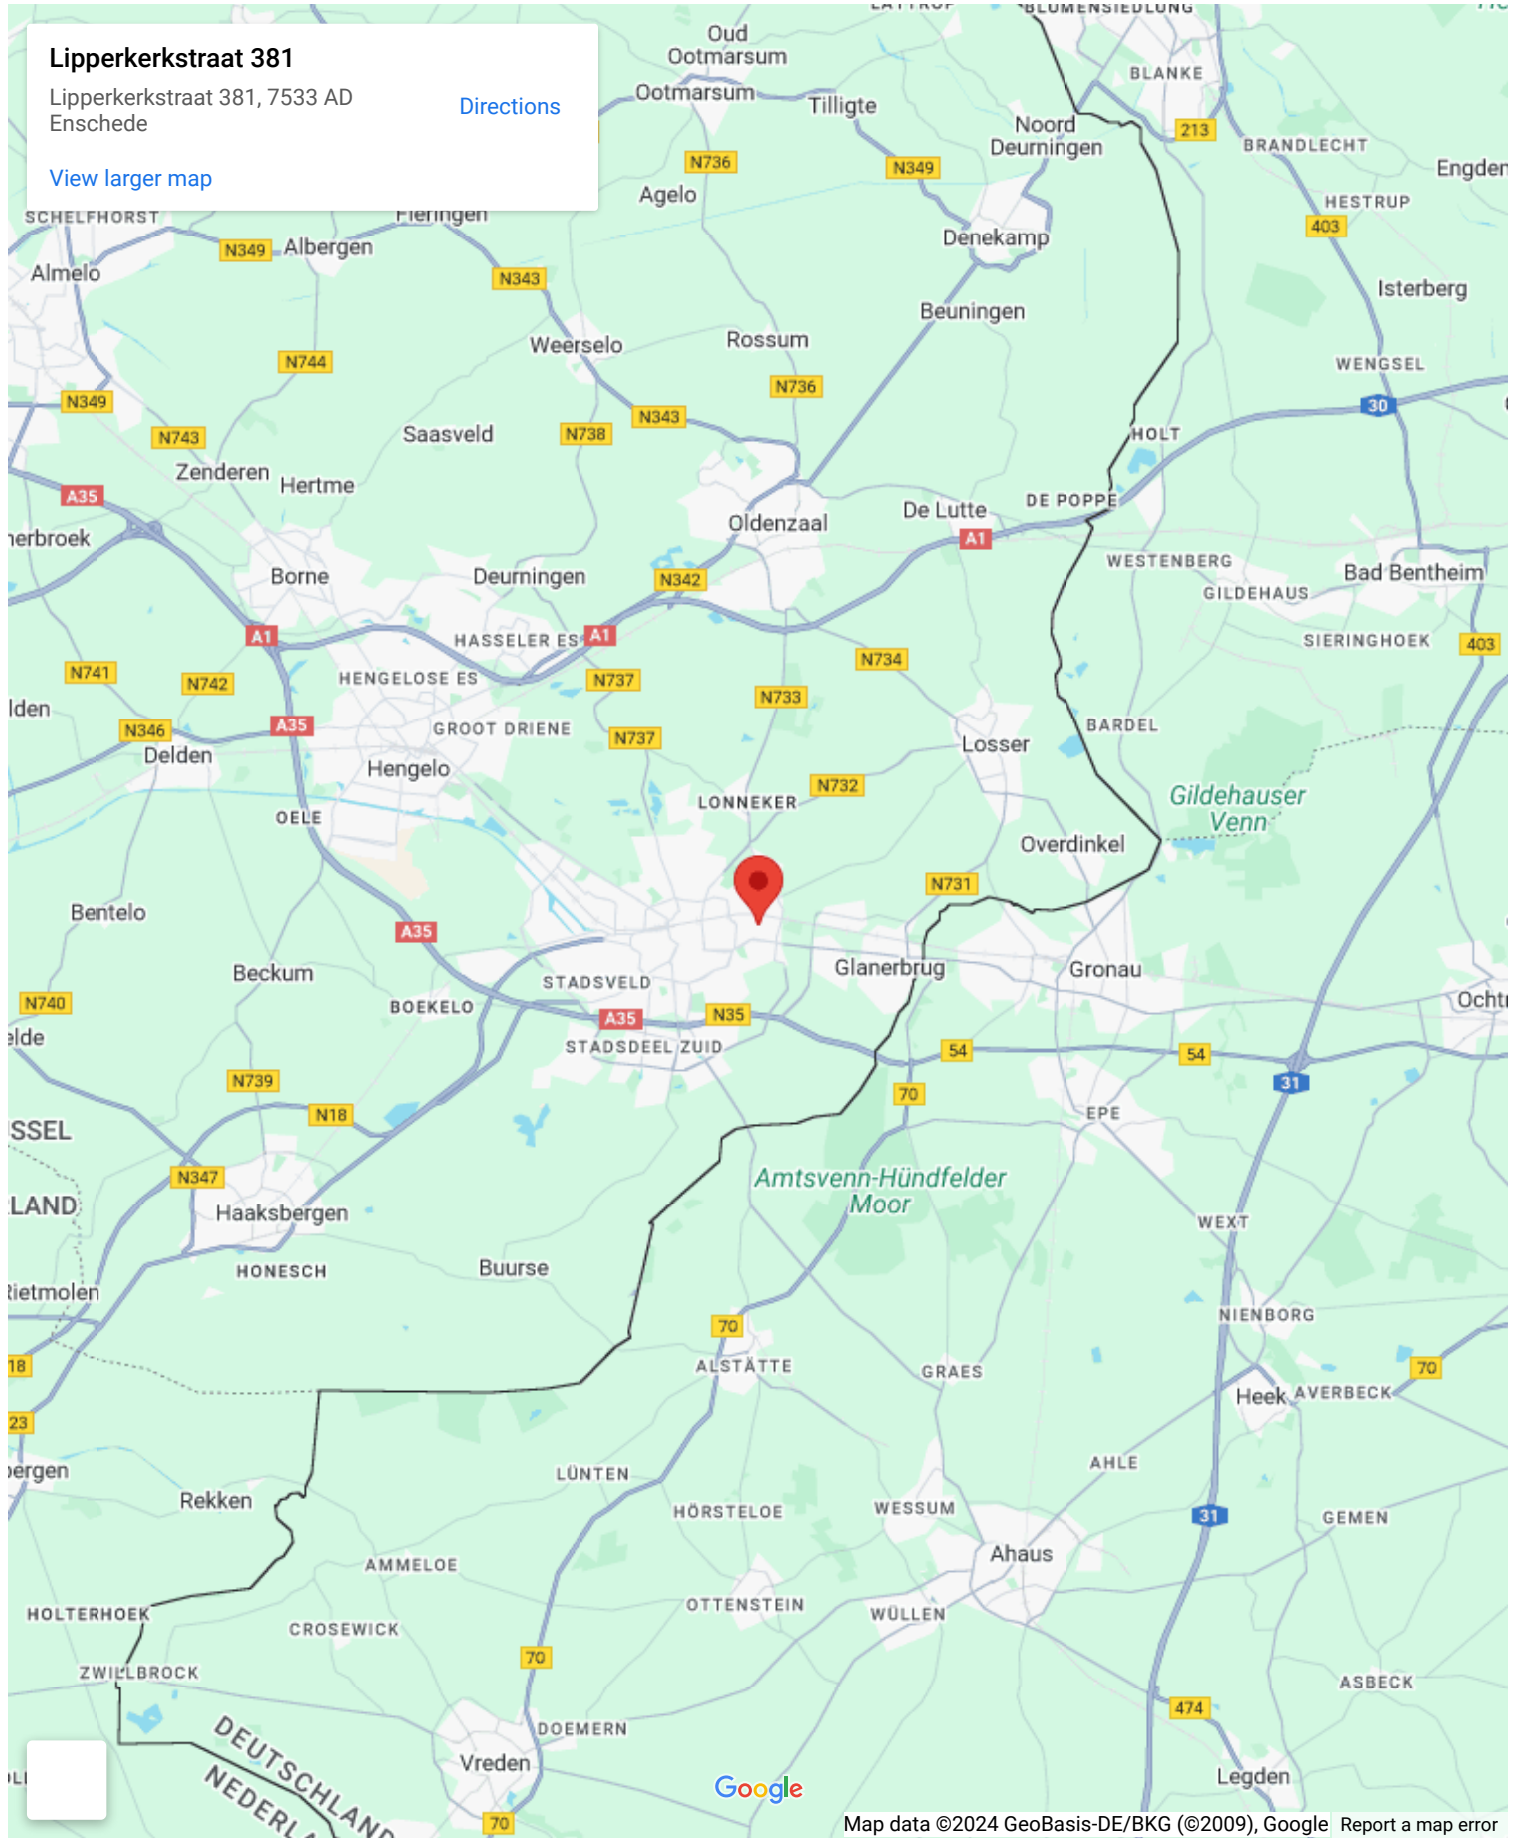 Lipperkerkstraat 381
Lipperkerkstraat 381, 7533 AD
Enschede
Directions
View larger map
BLUMENSIEDLUNG
Oud
Ootmarsum
Ootmarsum
Tilligte
BLANKE
Noord
Deurningen
213
BRANDLECHT
N736
N349
Agelo
HESTRUP
SCHELFHORST
Fleringen
403
N349
Albergen
Denekamp
Almelo
N343
Isterberg
Beuningen
Weerselo
Rossum
N744
WENGSEL
N736
N349
30
N343
N743
Saasveld
N738
HOLT
Zenderen
Hertme
A35
DE POPPE
De Lutte
Oldenzaal
A1
WESTENBERG
Borne
Deurningen
N342
Bad Bentheim
GILDEHAUS
A1
HASSELER ES
A1
SIERINGHOEK
403
N734
N741
N742
HENGELOSE ES
N737
N733
N346
A35
GROOT DRIENE
N737
BARDEL
Delden
Losser
Hengelo
N732
Gildehauser
Venn
LONNEKER
OELE
Overdinkel
N731
Bentelo
A35
Beckum
Glanerbrug
Gronau
STADSVELD
N740
BOEKELO
A35
N35
STADSDEEL ZUID
54
54
N739
31
N18
70
EPE
N347
Amtsvenn-Hündfelder
Moor
Haaksbergen
WEXT
Buurse
HONESCH
NIENBORG
70
18
ALSTÄTTE
GRAES
70
Heek
AVERBECK
23
AHLE
LÜNTEN
Rekken
HÖRSTELOE
WESSUM
31
GEMEN
Ahaus
AMMELOE
OTTENSTEIN
WÜLLEN
HOLTERHOEK
CROSEWICK
70
ZWILLBROCK
ASBECK
474
DOEMERN
DEUTSCHLAND
Vreden
Legden
Google
70
Map data ©2024 GeoBasis-DE/BKG (©2009), Google
Report a map error